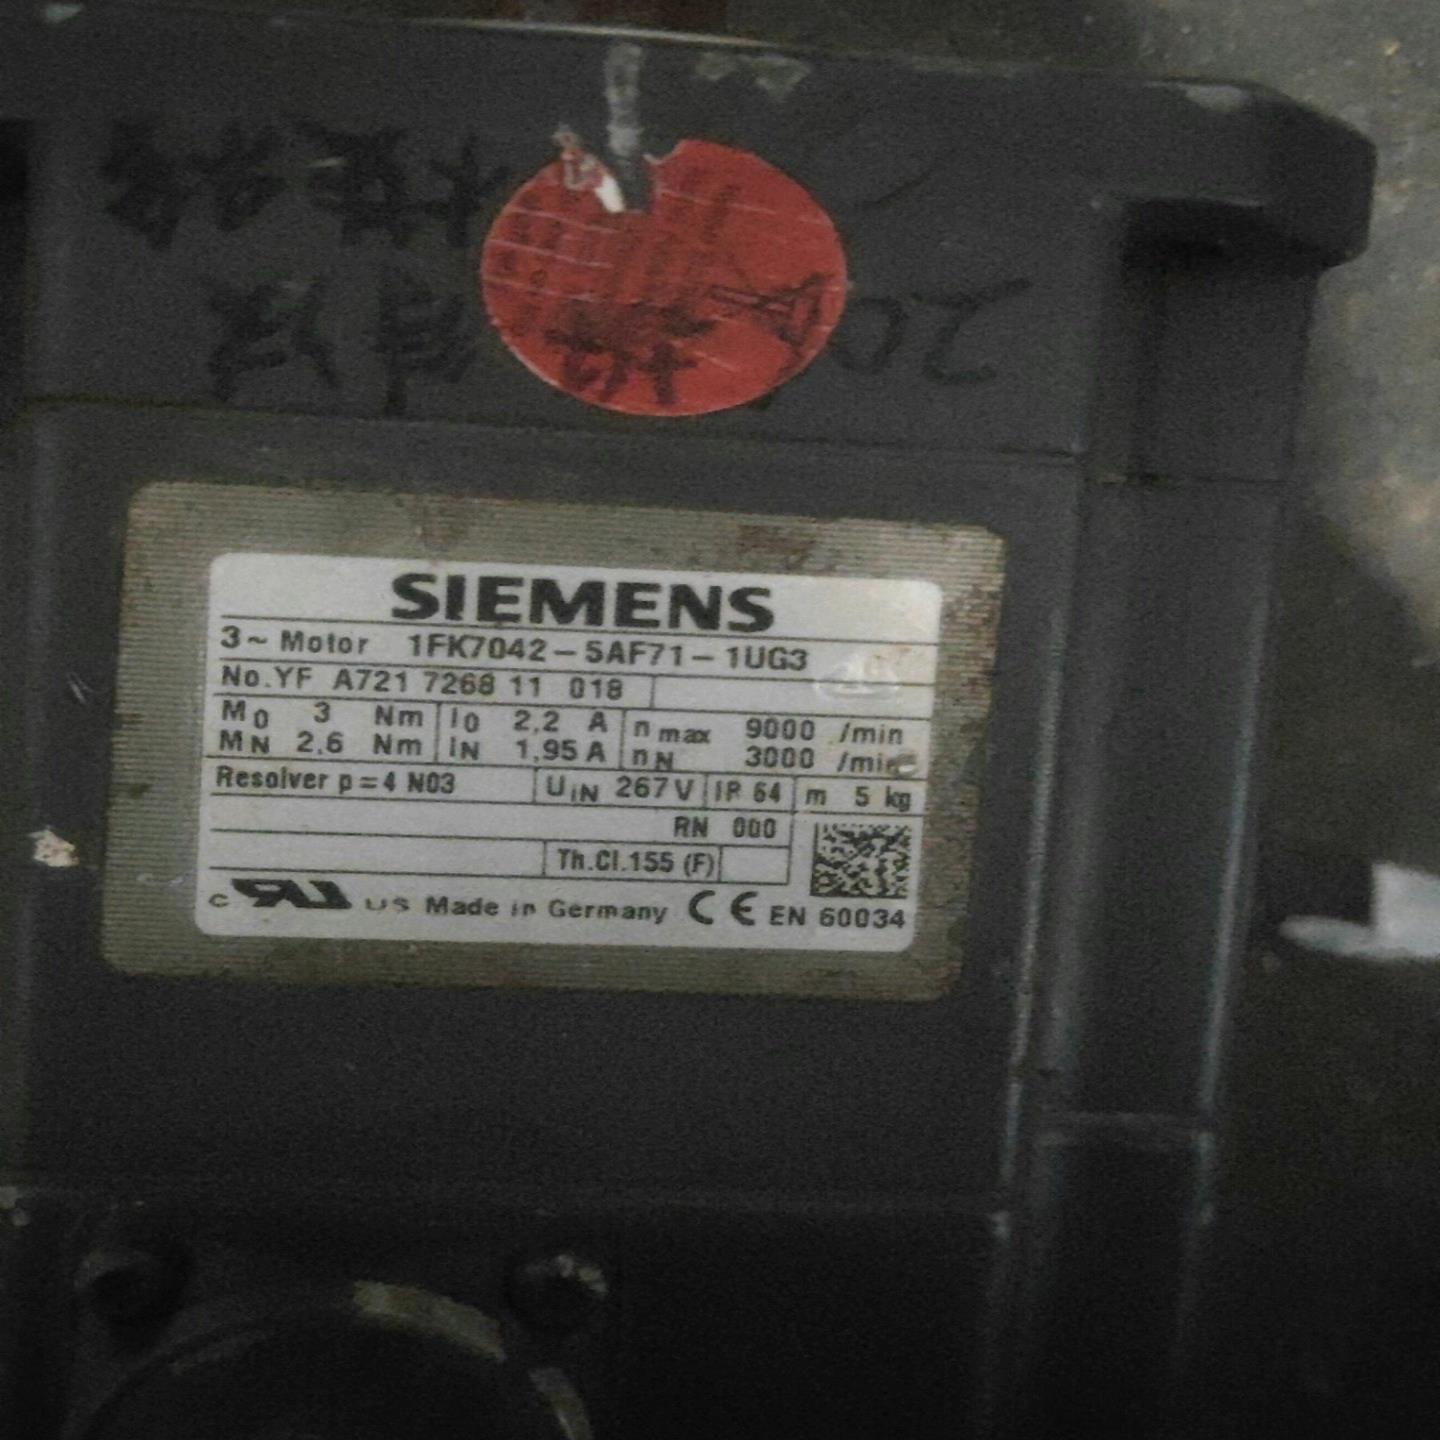 SIEMENS
3~ Motor 1FK7042-5AF71-1UG3
No.YF A721 7268 11 018
M0 3 Nm I0 2,2 A n max 9000 /min
MN 2,6 Nm IN 1,95 A nN 3000 /min
Resolver p=4 N03 UIN 267 V IP 64 m 5 kg
RN 000
Th.Cl.155 (F)
c US Made in Germany CE EN 60034